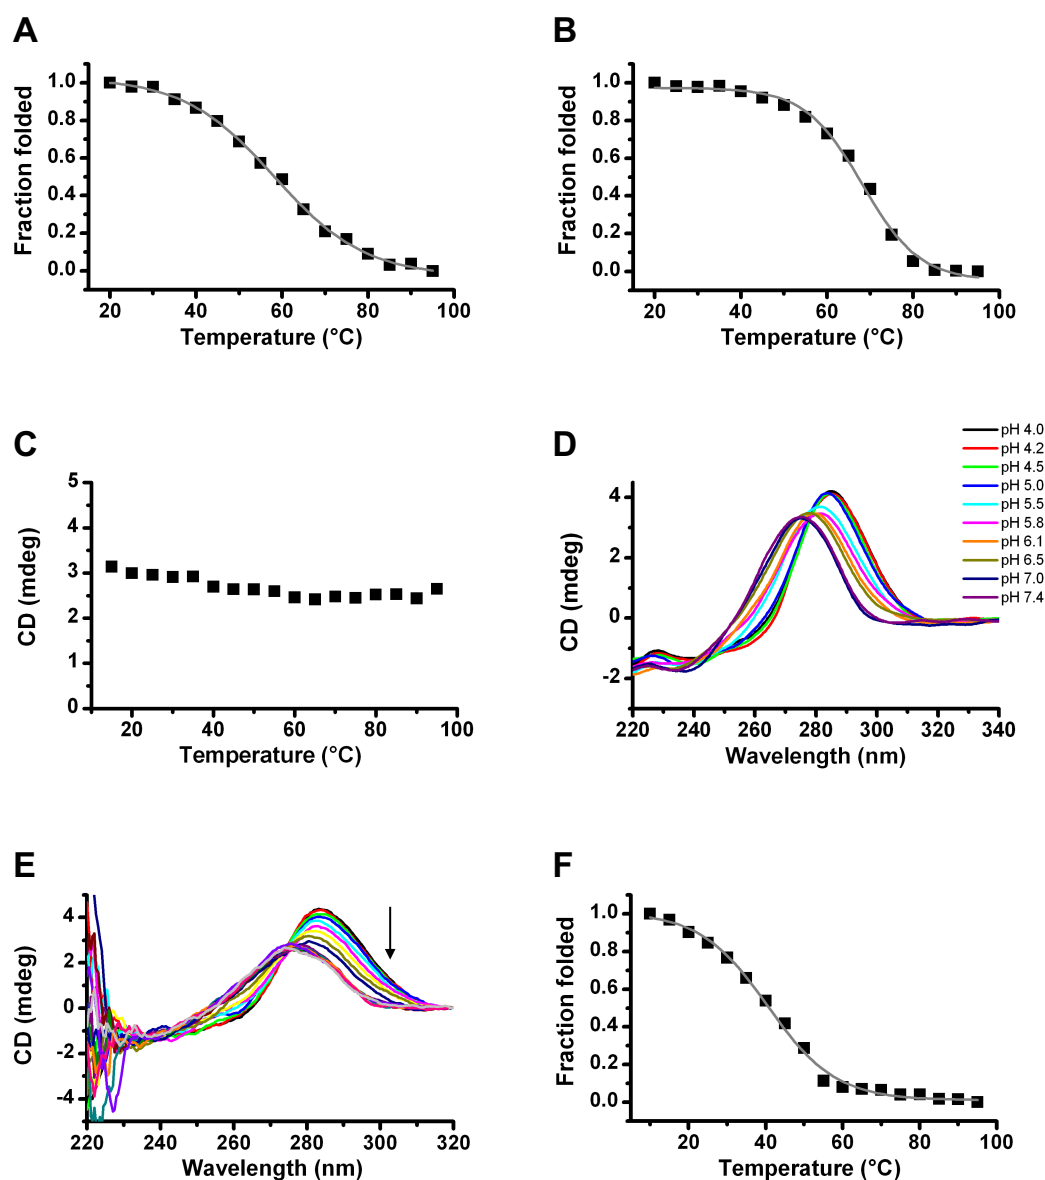 A
Fraction folded
1.0
0.8
0.6
0.4
0.2
0.0
20 40 60 80 100
Temperature (°C)
B
Fraction folded
1.0
0.8
0.6
0.4
0.2
0.0
20 40 60 80 100
Temperature (°C)
C
CD (mdeg)
5
4
3
2
1
0
20 40 60 80 100
Temperature (°C)
D
CD (mdeg)
4
2
0
-2
220 240 260 280 300 320 340
Wavelength (nm)
pH 4.0
pH 4.2
pH 4.5
pH 5.0
pH 5.5
pH 5.8
pH 6.1
pH 6.5
pH 7.0
pH 7.4
E
CD (mdeg)
4
2
0
-2
-4
220 240 260 280 300 320
Wavelength (nm)
F
Fraction folded
1.0
0.8
0.6
0.4
0.2
0.0
20 40 60 80 100
Temperature (°C)